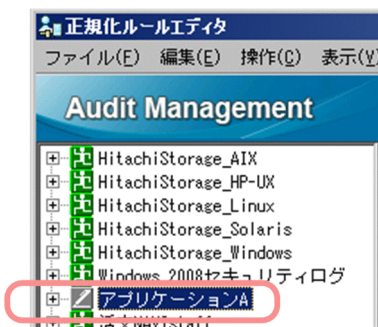 正規化ルールエディタ
ファイル(F) 編集(E) 操作(C) 表示(V)
Audit Management
HitachiStorage_AIX
HitachiStorage_HP-UX
HitachiStorage_Linux
HitachiStorage_Solaris
HitachiStorage_Windows
Windows 2008セキュリティログ
アプリケーションA